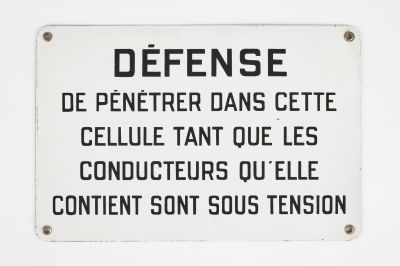 DÉFENSE
DE PÉNÉTRER DANS CETTE
CELLULE TANT QUE LES
CONDUCTEURS QU'ELLE
CONTIENT SONT SOUS TENSION